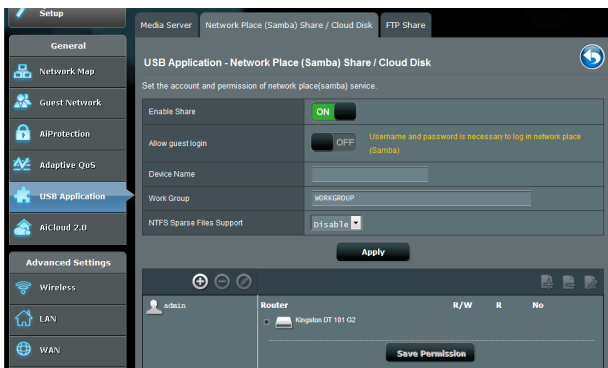 Setup
General
Network Map
Guest Network
AiProtection
Adaptive QoS
USB Application
AiCloud 2.0
Advanced Settings
Wireless
LAN
WAN
Media Server
Network Place (Samba) Share / Cloud Disk
FTP Share
USB Application - Network Place (Samba) Share / Cloud Disk
Set the account and permission of network place(samba) service.
Enable Share
ON
Allow guest login
OFF
Username and password is necessary to log in network place
(Samba)
Device Name
Work Group
WORKGROUP
NTFS Sparse Files Support
Disable
Apply
admin
Router
R/W
R
No
Kingston DT 101 G2
Save Permission